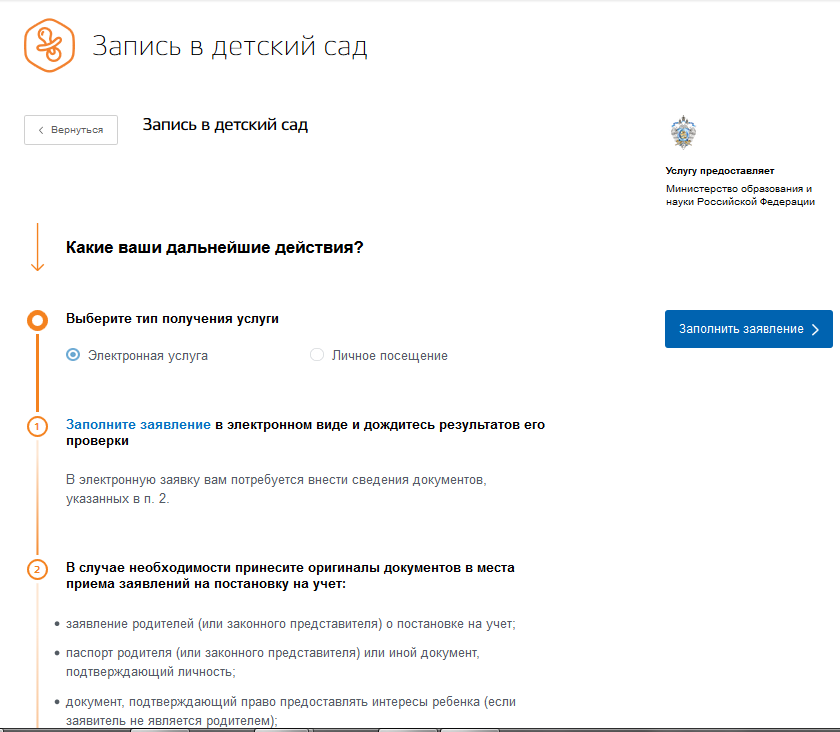 Запись в детский сад
Вернуться
Запись в детский сад
Услугу предоставляет
Министерство образования и
науки Российской Федерации
Какие ваши дальнейшие действия?
Выберите тип получения услуги
Заполнить заявление
Электронная услуга
Личное посещение
1
Заполните заявление в электронном виде и дождитесь результатов его
проверки
В электронную заявку вам потребуется внести сведения документов,
указанных в п. 2.
2
В случае необходимости принесите оригиналы документов в места
приема заявлений на постановку на учет:
• заявление родителей (или законного представителя) о постановке на учет;
• паспорт родителя (или законного представителя) или иной документ,
подтверждающий личность;
• документ, подтверждающий право предоставлять интересы ребенка (если
заявитель не является родителем);